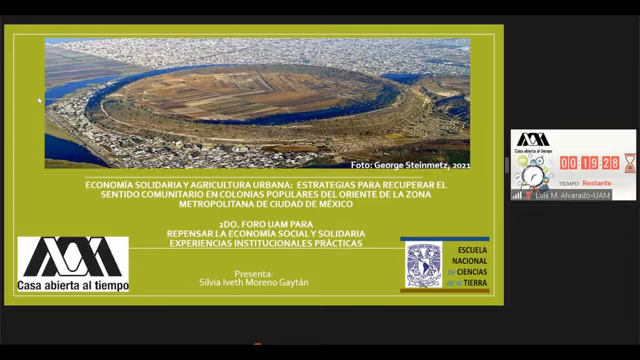 Foto: George Steinmetz, 2021
ECONOMÍA SOLIDARIA Y AGRICULTURA URBANA: ESTRATEGIAS PARA RECUPERAR EL
SENTIDO COMUNITARIO EN COLONIAS POPULARES DEL ORIENTE DE LA ZONA
METROPOLITANA DE CIUDAD DE MÉXICO
2DO. FORO UAM PARA
REPENSAR LA ECONOMÍA SOCIAL Y SOLIDARIA
EXPERIENCIAS INSTITUCIONALES PRÁCTICAS
Casa abierta al tiempo
Presenta:
Silvia Iveth Moreno Gaytán
ESCUELA
NACIONAL
de CIENCIAS
de la TIERRA
Casa abierta al tiempo
00:19:28
TIEMPO: Restante
Luis M. Alvarado-UAM